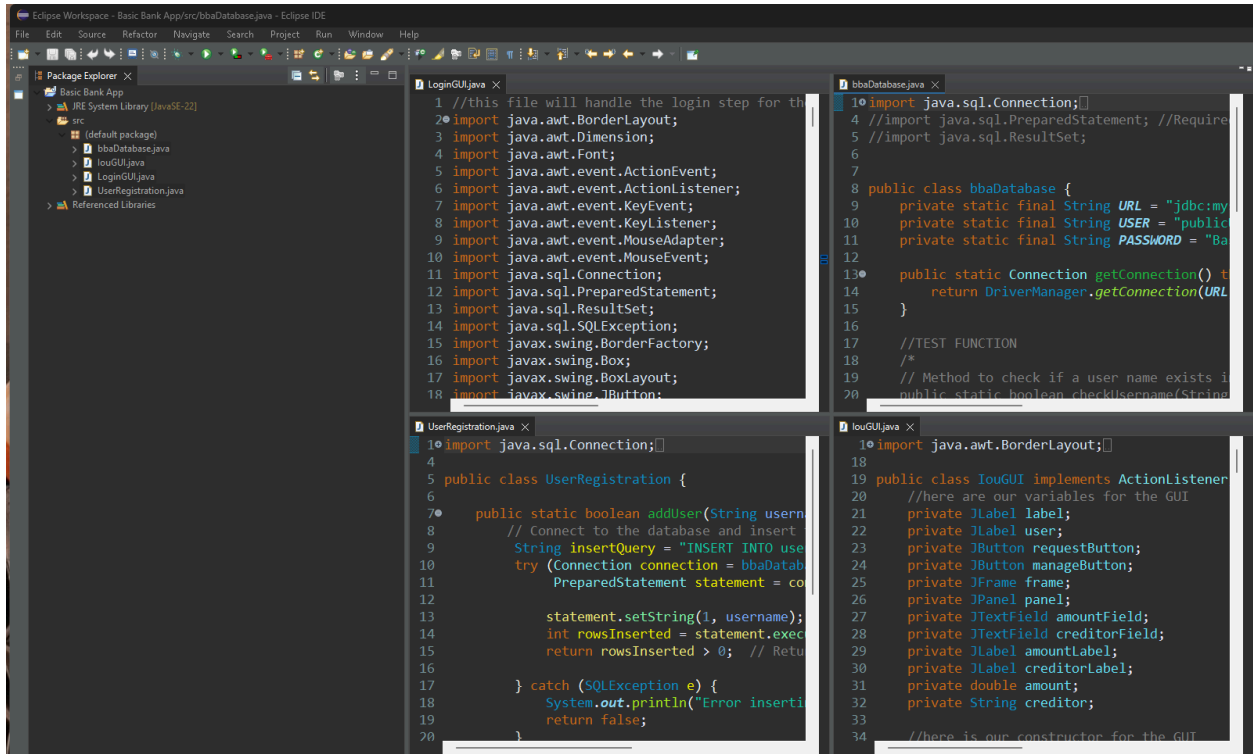 Eclipse Workspace - Basic Bank App/src/bbaDatabase.java - Eclipse IDE
File Edit Source Refactor Navigate Search Project Run Window Help
Package Explorer
Basic Bank App
JRE System Library [JavaSE-22]
src
(default package)
bbaDatabase.java
IouGUI.java
LoginGUI.java
UserRegistration.java
Referenced Libraries
LoginGUI.java
1 //this file will handle the login step for th
2 import java.awt.BorderLayout;
3 import java.awt.Dimension;
4 import java.awt.Font;
5 import java.awt.event.ActionEvent;
6 import java.awt.event.ActionListener;
7 import java.awt.event.KeyEvent;
8 import java.awt.event.KeyListener;
9 import java.awt.event.MouseAdapter;
10 import java.awt.event.MouseEvent;
11 import java.sql.Connection;
12 import java.sql.PreparedStatement;
13 import java.sql.ResultSet;
14 import java.sql.SQLException;
15 import javax.swing.BorderFactory;
16 import javax.swing.Box;
17 import javax.swing.BoxLayout;
18 import javax.swing.JButton;
bbaDatabase.java
1 import java.sql.Connection;
4 //import java.sql.PreparedStatement; //Require
5 //import java.sql.ResultSet;
6
7
8 public class bbaDatabase {
9 private static final String URL = "jdbc:my
10 private static final String USER = "public
11 private static final String PASSWORD = "Ba
12
13 public static Connection getConnection() t
14 return DriverManager.getConnection(URL
15 }
16
17 //TEST FUNCTION
18 /*
19 // Method to check if a user name exists i
20 public static boolean checkUsername(String
UserRegistration.java
1 import java.sql.Connection;
4
5 public class UserRegistration {
6
7 public static boolean addUser(String usern
8 // Connect to the database and insert
9 String insertQuery = "INSERT INTO use
10 try (Connection connection = bbaDatab
11 PreparedStatement statement = co
12
13 statement.setString(1, username);
14 int rowsInserted = statement.exec
15 return rowsInserted > 0; // Retu
16
17 } catch (SQLException e) {
18 System.out.println("Error inserti
19 return false;
20 }
IouGUI.java
1 import java.awt.BorderLayout;
18
19 public class IouGUI implements ActionListener
20 //here are our variables for the GUI
21 private JLabel label;
22 private JLabel user;
23 private JButton requestButton;
24 private JButton manageButton;
25 private JFrame frame;
26 private JPanel panel;
27 private JTextField amountField;
28 private JTextField creditorField;
29 private JLabel amountLabel;
30 private JLabel creditorLabel;
31 private double amount;
32 private String creditor;
33
34 //here is our constructor for the GUI